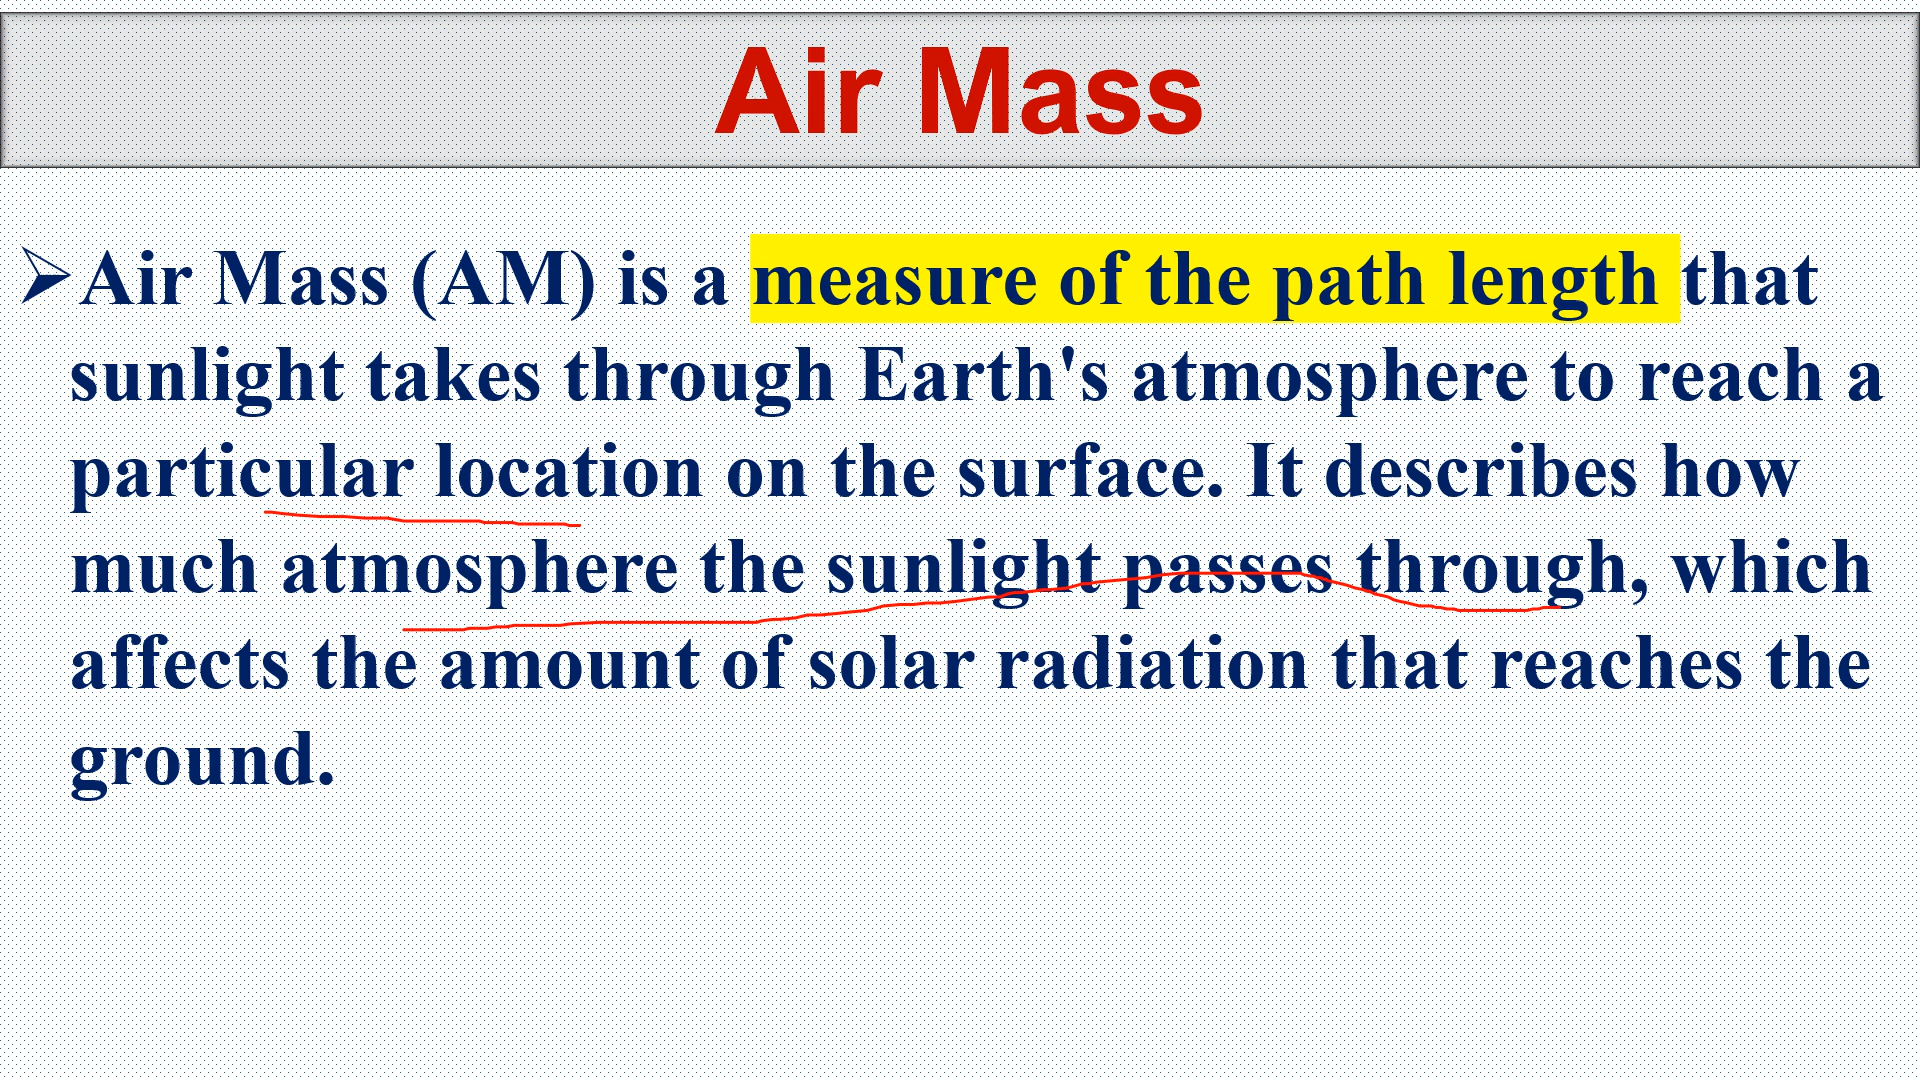 Air Mass
➢Air Mass (AM) is a measure of the path length that
sunlight takes through Earth's atmosphere to reach a
particular location on the surface. It describes how
much atmosphere the sunlight passes through, which
affects the amount of solar radiation that reaches the
ground.